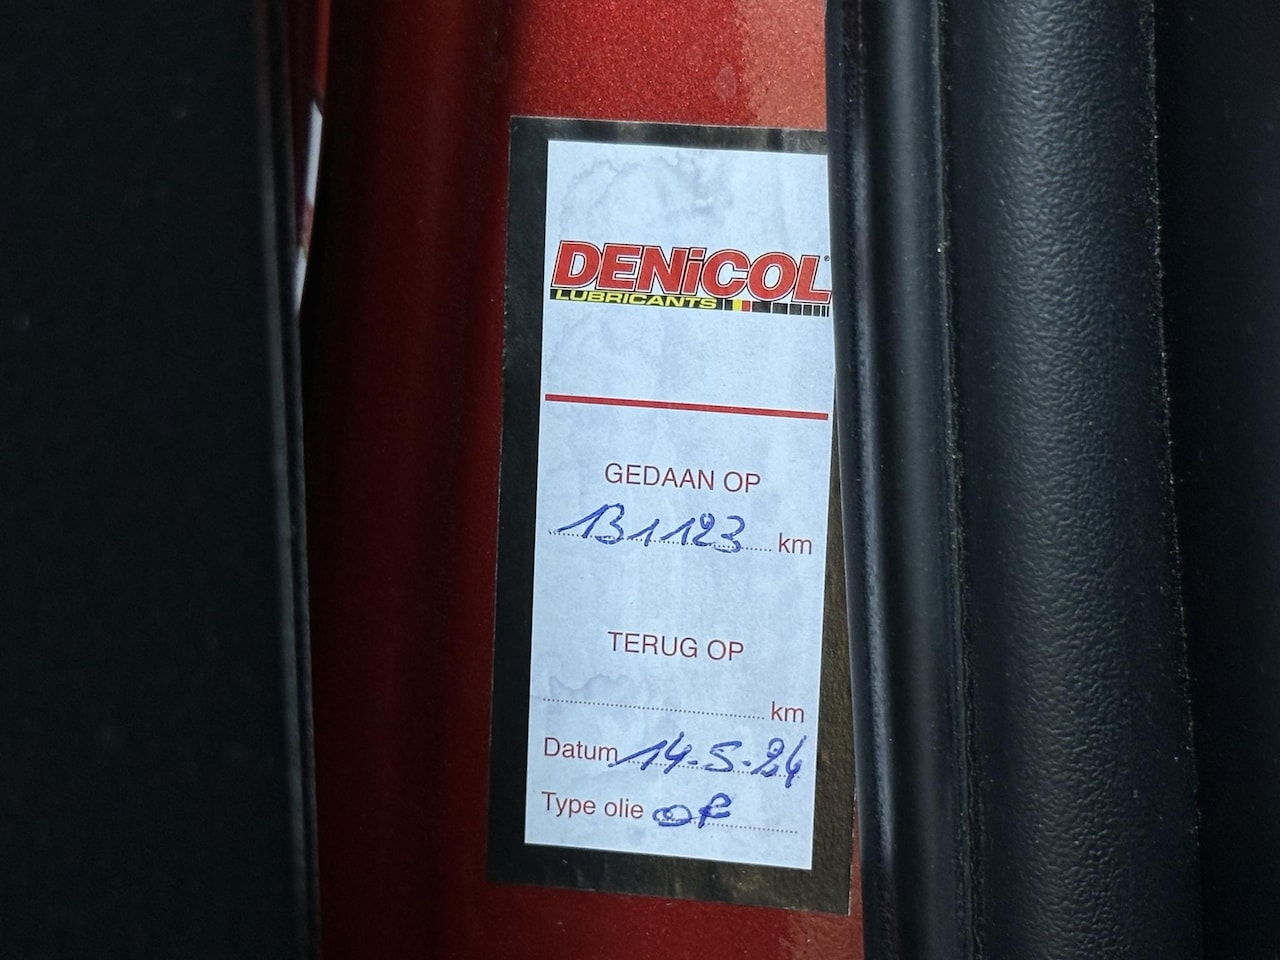 DENiCOL®
LUBRICANTS
GEDAAN OP
131123 km
TERUG OP
km
Datum 14-5-24
Type olie